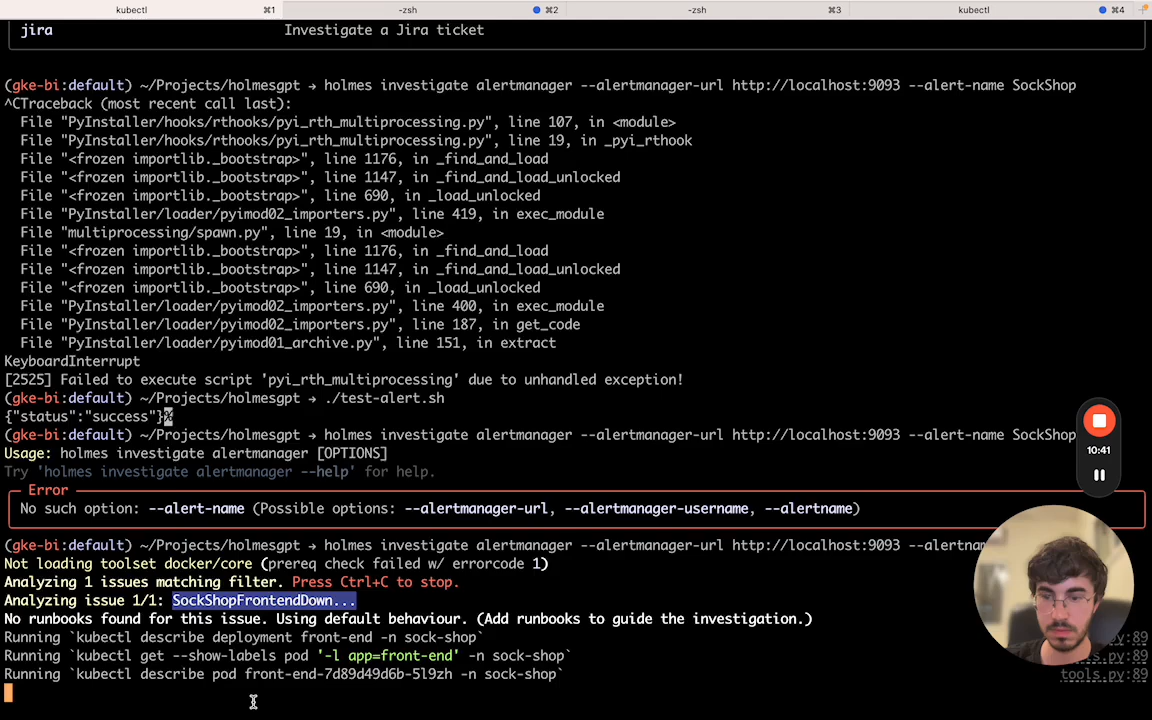 kubectl ⌘1 -zsh ⌘2 -zsh ⌘3 kubectl ⌘4 +
jira Investigate a Jira ticket
(gke-bi:default) ~/Projects/holmesgpt → holmes investigate alertmanager --alertmanager-url http://localhost:9093 --alert-name SockShop
^CTraceback (most recent call last):
File "PyInstaller/hooks/rthooks/pyi_rth_multiprocessing.py", line 107, in <module>
File "PyInstaller/hooks/rthooks/pyi_rth_multiprocessing.py", line 19, in _pyi_rthook
File "<frozen importlib._bootstrap>", line 1176, in _find_and_load
File "<frozen importlib._bootstrap>", line 1147, in _find_and_load_unlocked
File "<frozen importlib._bootstrap>", line 690, in _load_unlocked
File "PyInstaller/loader/pyimod02_importers.py", line 419, in exec_module
File "multiprocessing/spawn.py", line 19, in <module>
File "<frozen importlib._bootstrap>", line 1176, in _find_and_load
File "<frozen importlib._bootstrap>", line 1147, in _find_and_load_unlocked
File "<frozen importlib._bootstrap>", line 690, in _load_unlocked
File "PyInstaller/loader/pyimod02_importers.py", line 400, in exec_module
File "PyInstaller/loader/pyimod02_importers.py", line 187, in get_code
File "PyInstaller/loader/pyimod01_archive.py", line 151, in extract
KeyboardInterrupt
[2525] Failed to execute script 'pyi_rth_multiprocessing' due to unhandled exception!
(gke-bi:default) ~/Projects/holmesgpt → ./test-alert.sh
{"status":"success"}%
(gke-bi:default) ~/Projects/holmesgpt → holmes investigate alertmanager --alertmanager-url http://localhost:9093 --alert-name SockShop
Usage: holmes investigate alertmanager [OPTIONS]
10:41
Try 'holmes investigate alertmanager --help' for help.
Error
No such option: --alert-name (Possible options: --alertmanager-url, --alertmanager-username, --alertname)
(gke-bi:default) ~/Projects/holmesgpt → holmes investigate alertmanager --alertmanager-url http://localhost:9093 --alertnam
Not loading toolset docker/core (prereq check failed w/ errorcode 1)
Analyzing 1 issues matching filter. Press Ctrl+C to stop.
Analyzing issue 1/1: SockShopFrontendDown...
No runbooks found for this issue. Using default behaviour. (Add runbooks to guide the investigation.)
Running `kubectl describe deployment front-end -n sock-shop` py:89
Running `kubectl get --show-labels pod '-l app=front-end' -n sock-shop` s.py:89
Running `kubectl describe pod front-end-7d89d49d6b-5l9zh -n sock-shop` tools.py:89